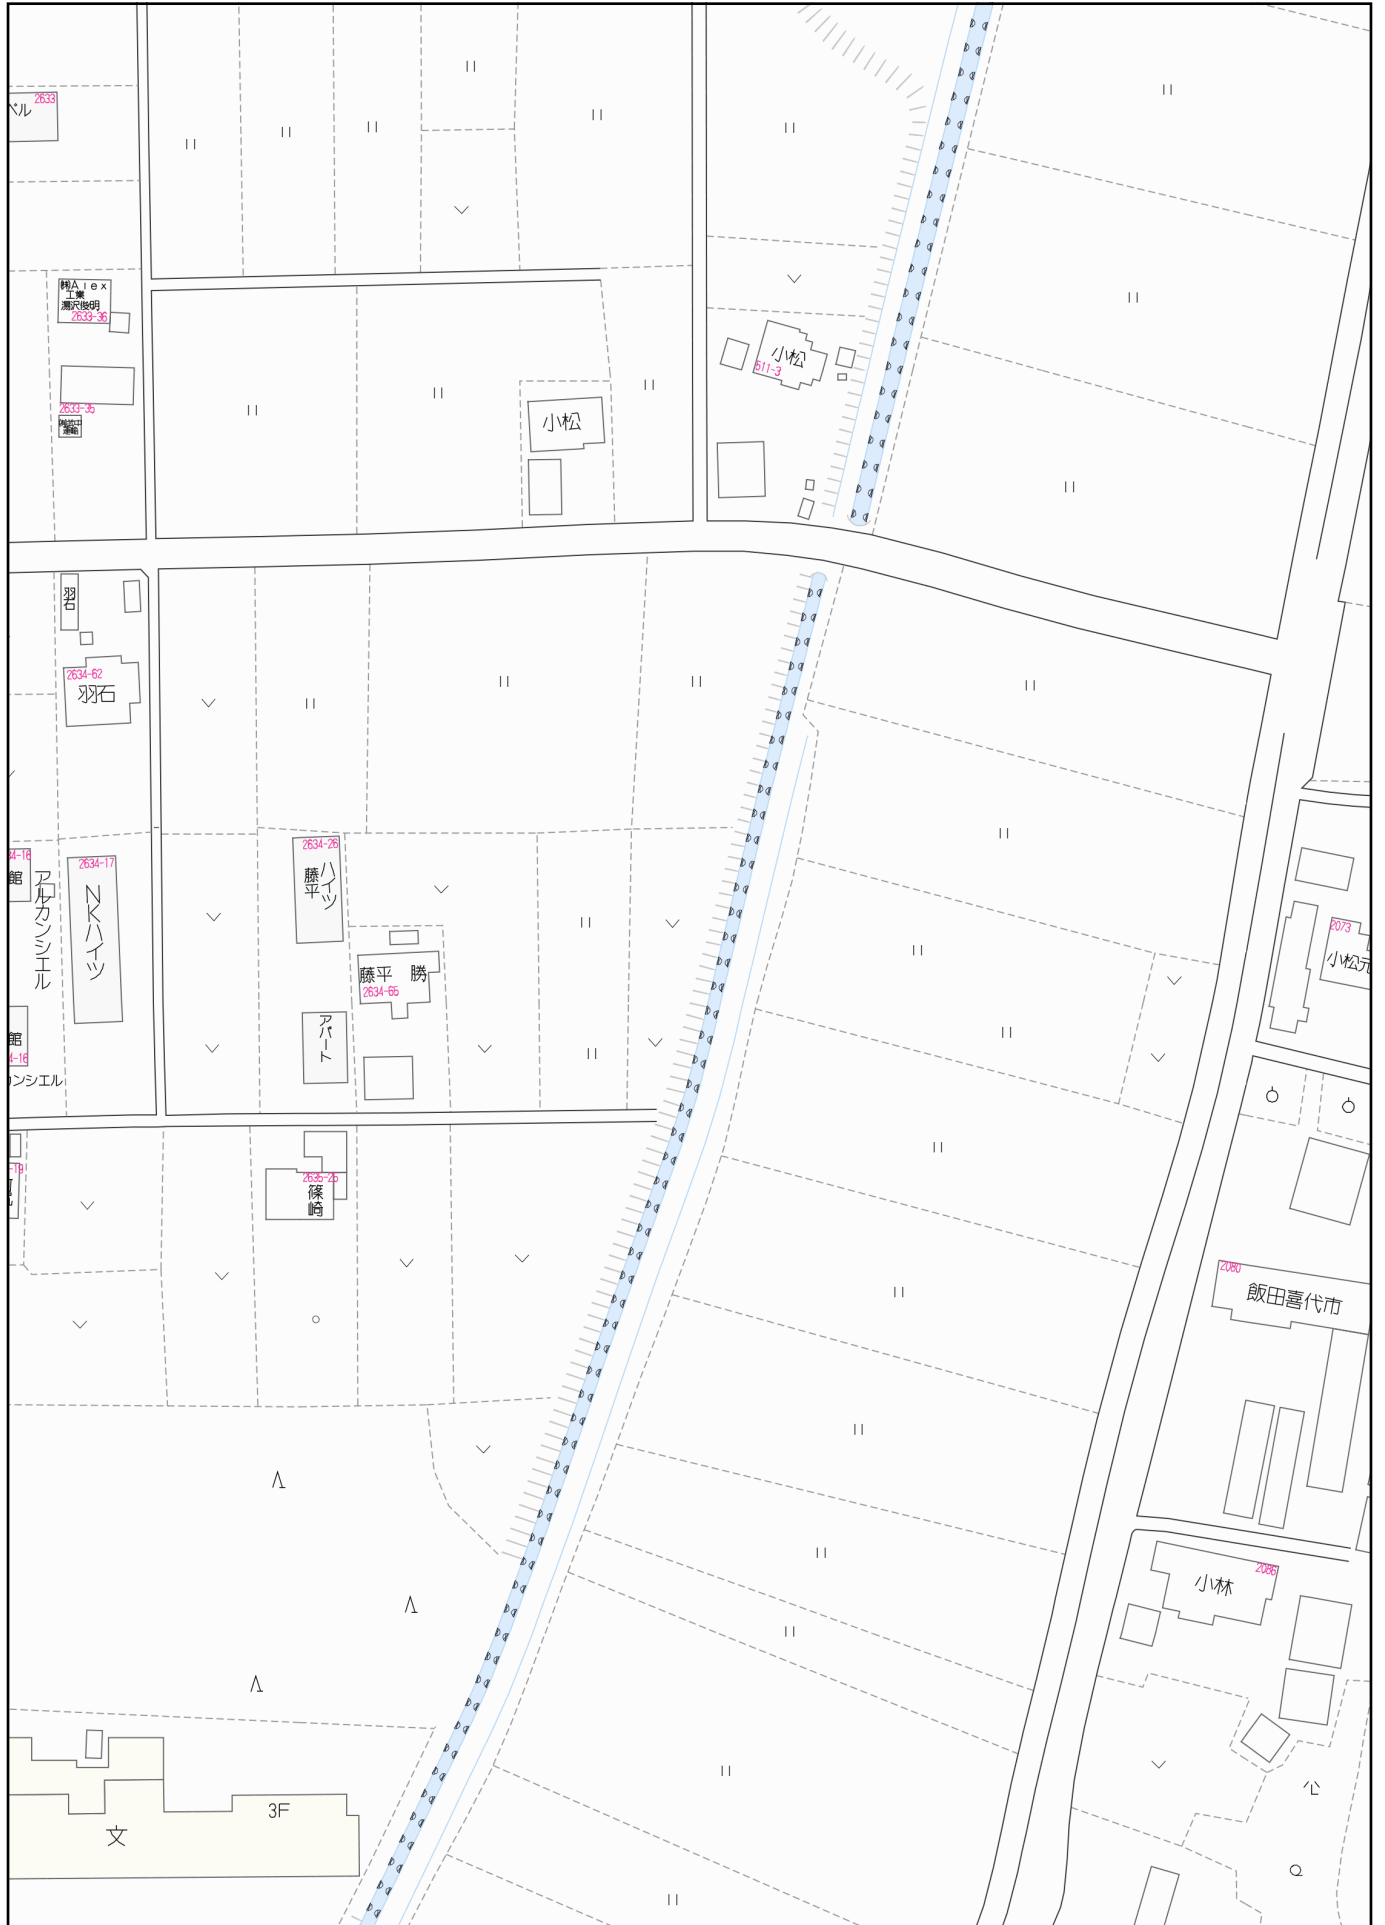 ベル
2633
㈱Alex
工業
湯沢俊明
2633-36
2633-35
小松
511-3
小松
羽石
2634-62
羽石
館
アルカンシエル
2634-17
NKハイツ
2634-26
ハイツ
藤平
藤平 勝
2634-65
アパート
館
4-16
ンシエル
2635-25
篠崎
2073
小松元
2080
飯田喜代市
2086
小林
文
3F
公